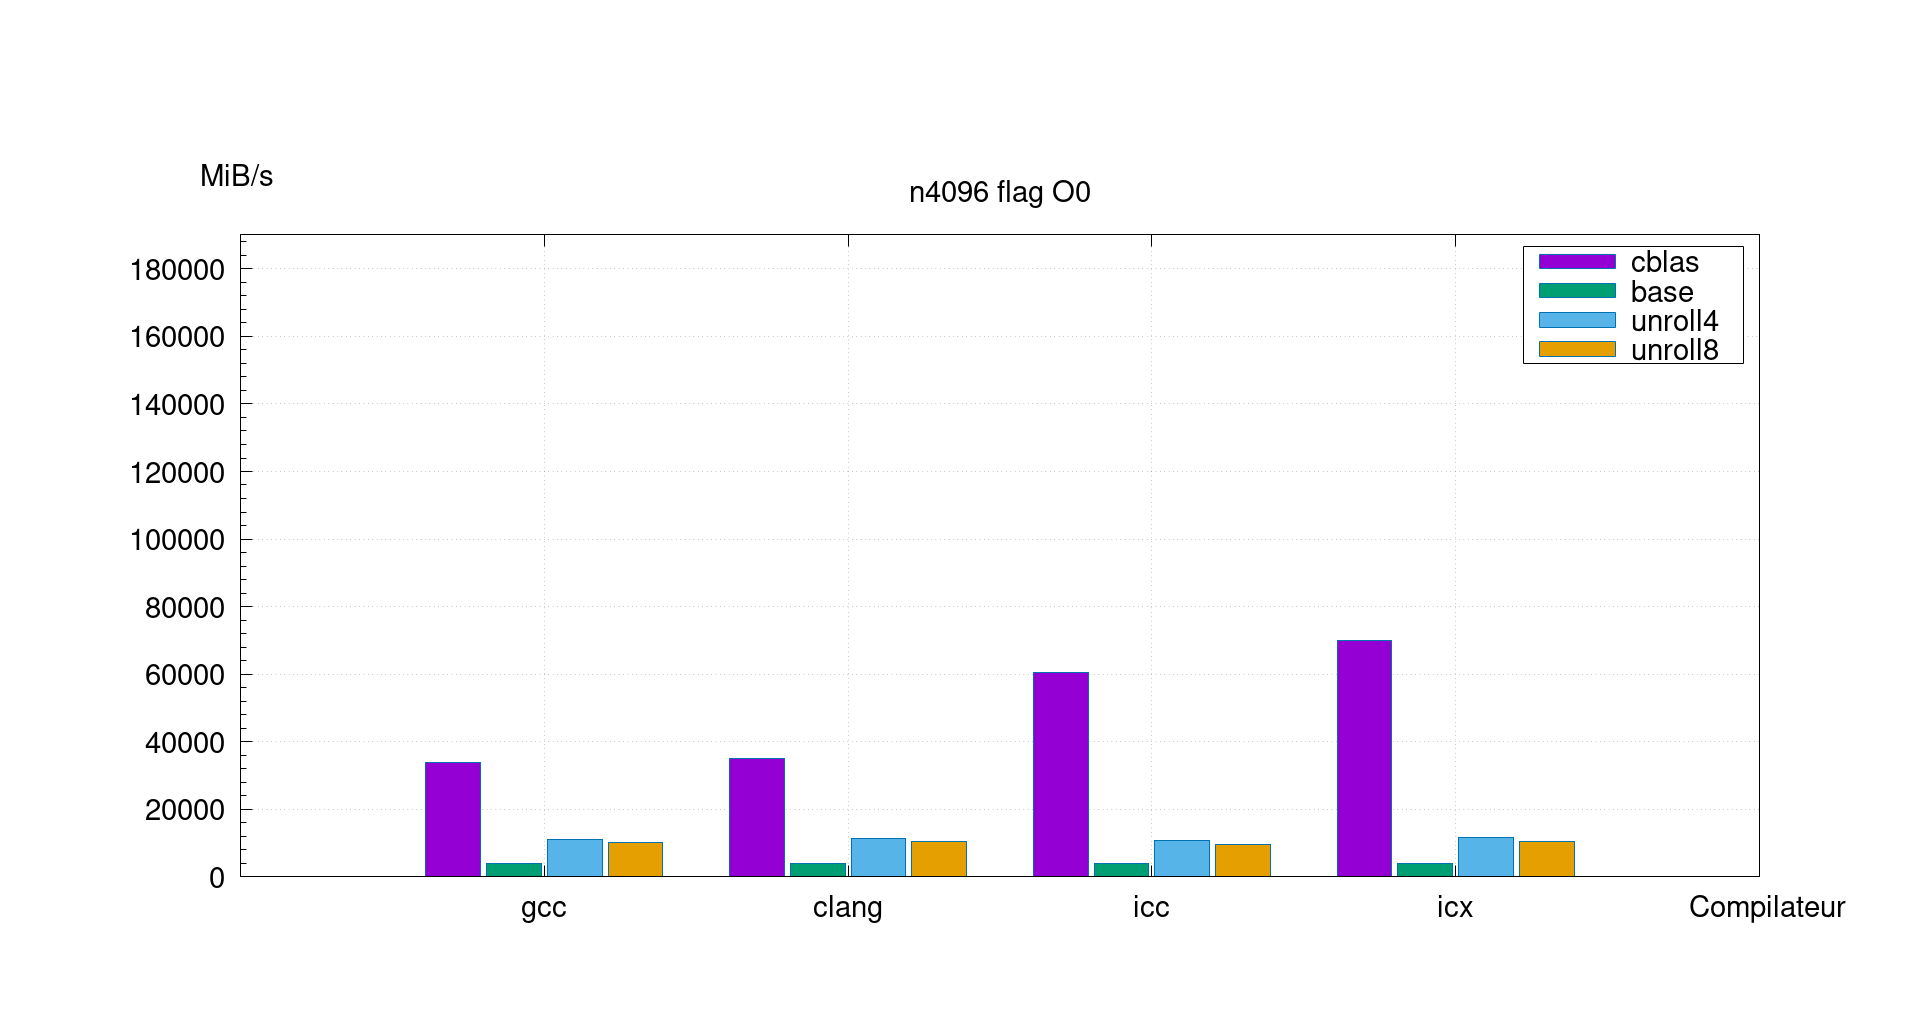 MiB/s
n4096 flag O0
180000
160000
140000
120000
100000
80000
60000
40000
20000
0
cblas
base
unroll4
unroll8
gcc clang icc icx Compilateur